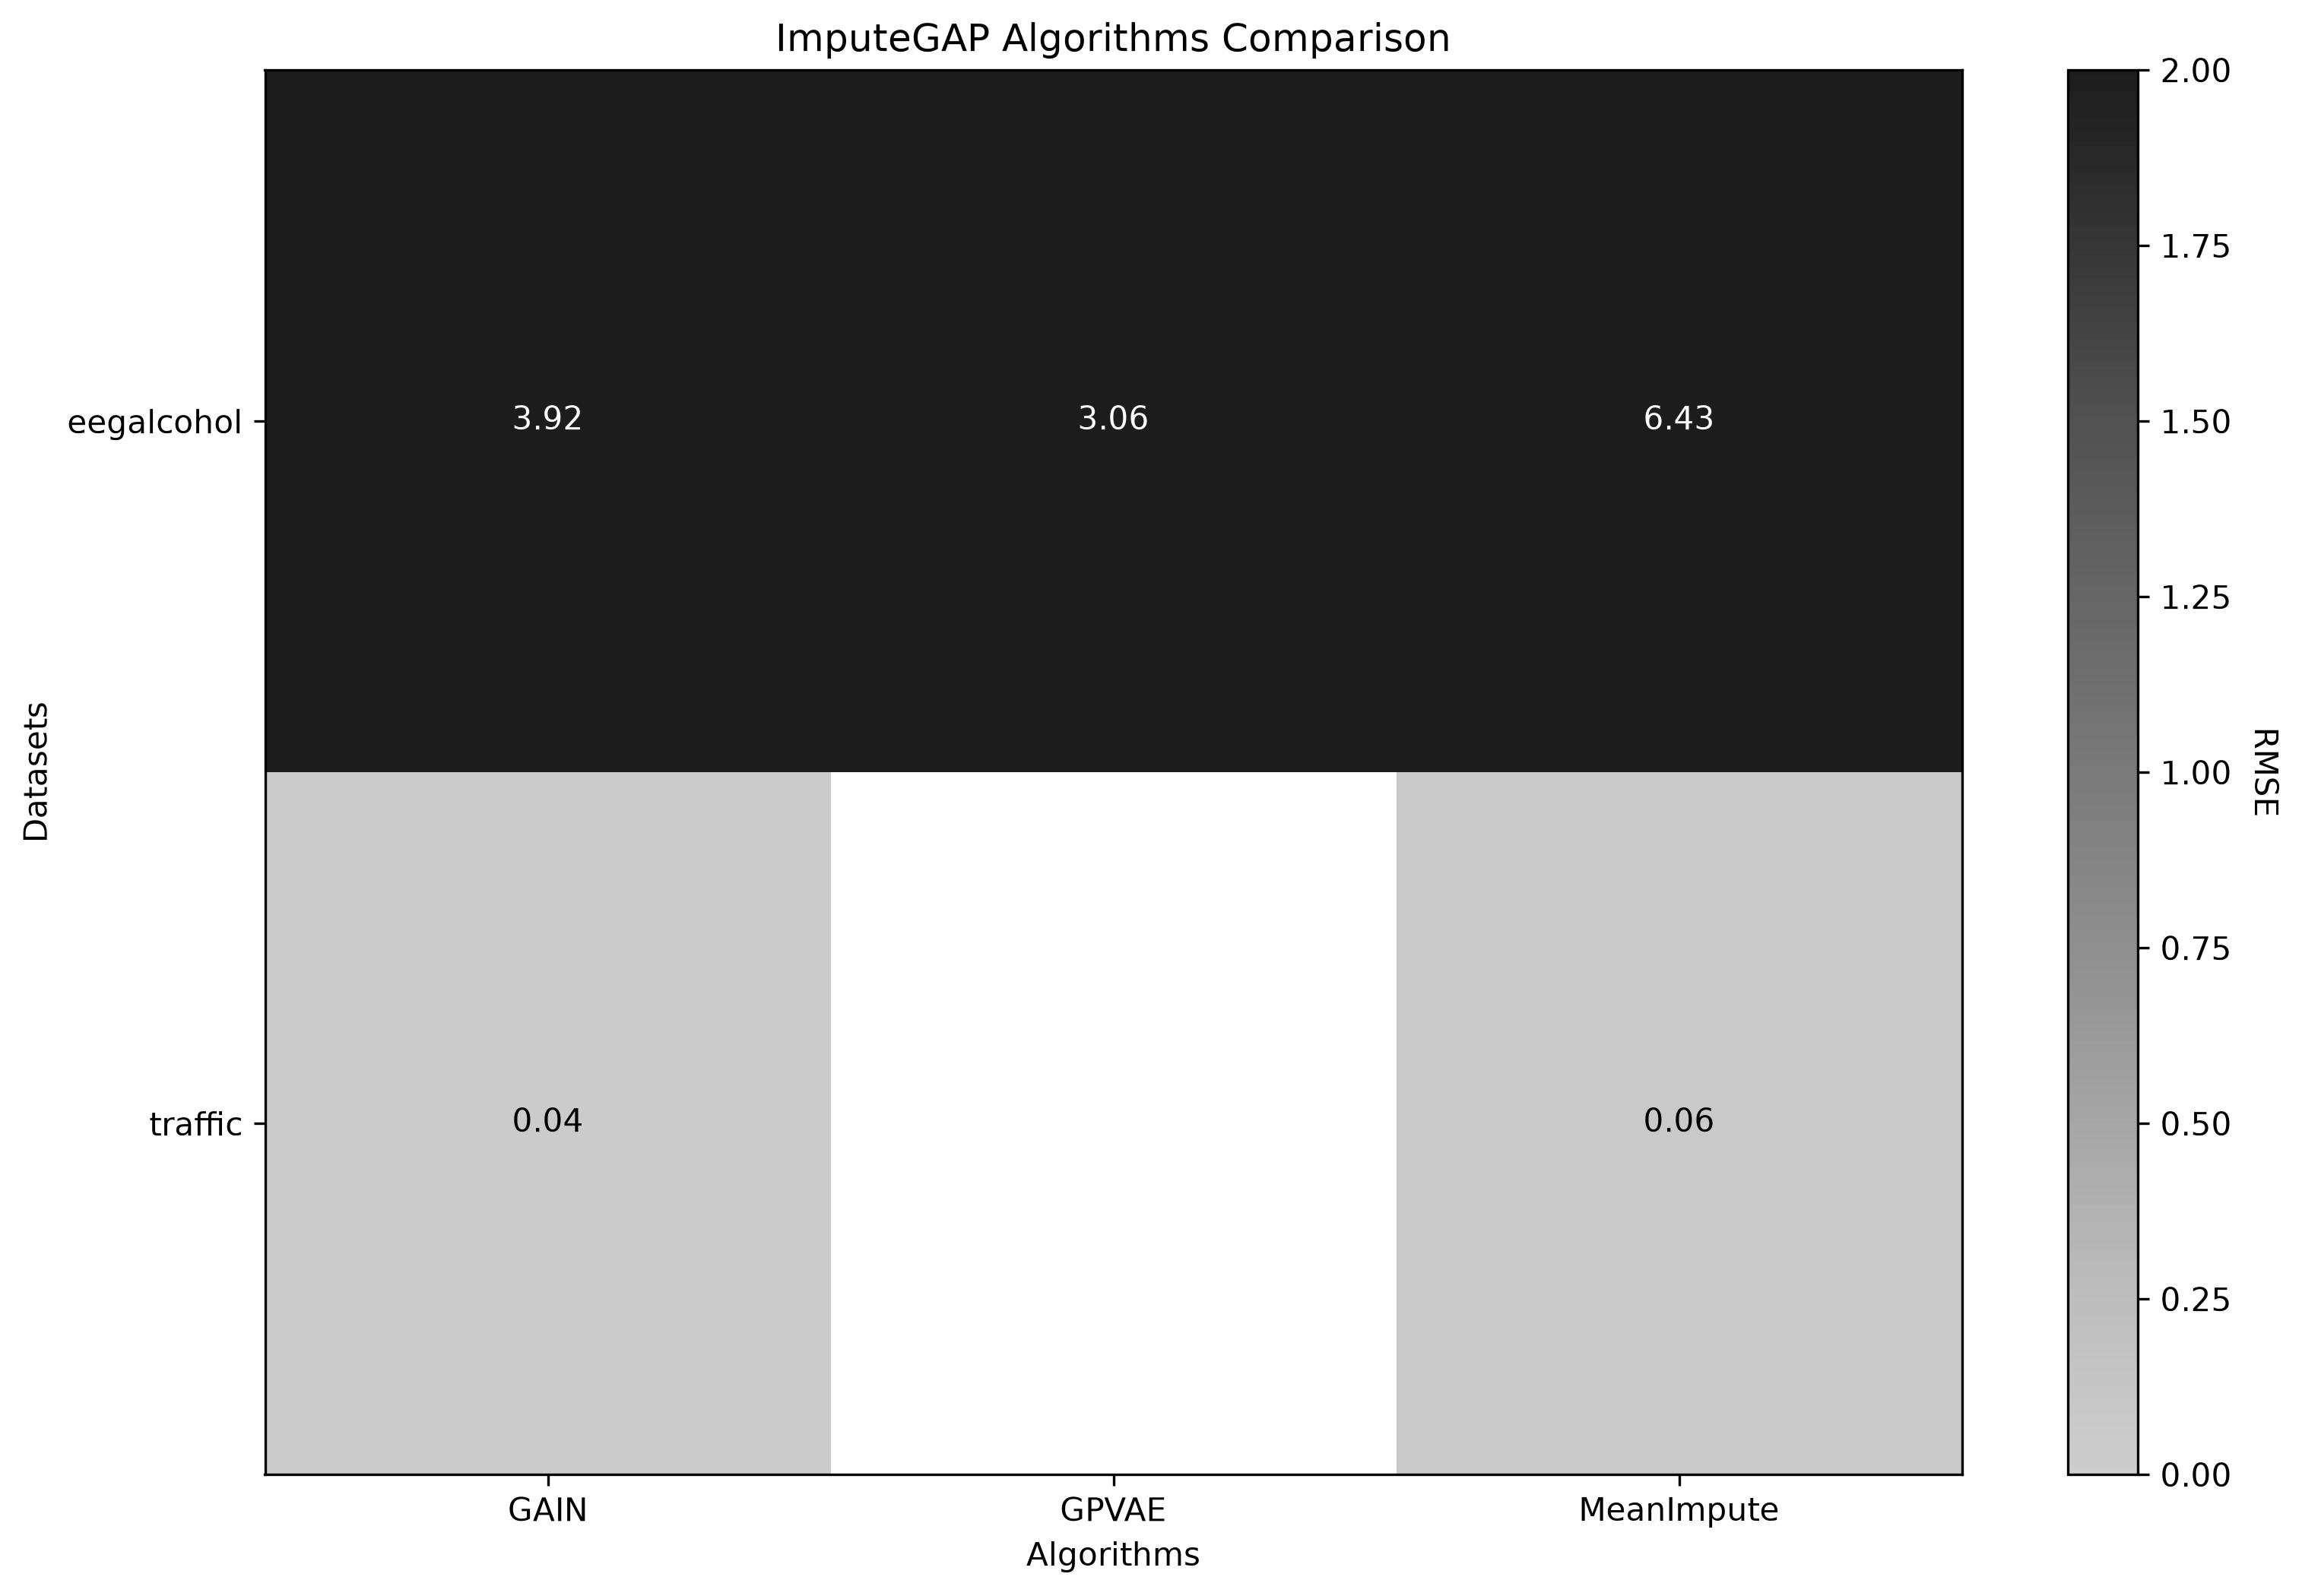 ImputeGAP Algorithms Comparison
eegalcohol
3.92
3.06
6.43
traffic
0.04
0.06
Datasets
GAIN
GPVAE
MeanImpute
Algorithms
2.00
1.75
1.50
1.25
1.00
0.75
0.50
0.25
0.00
RMSE